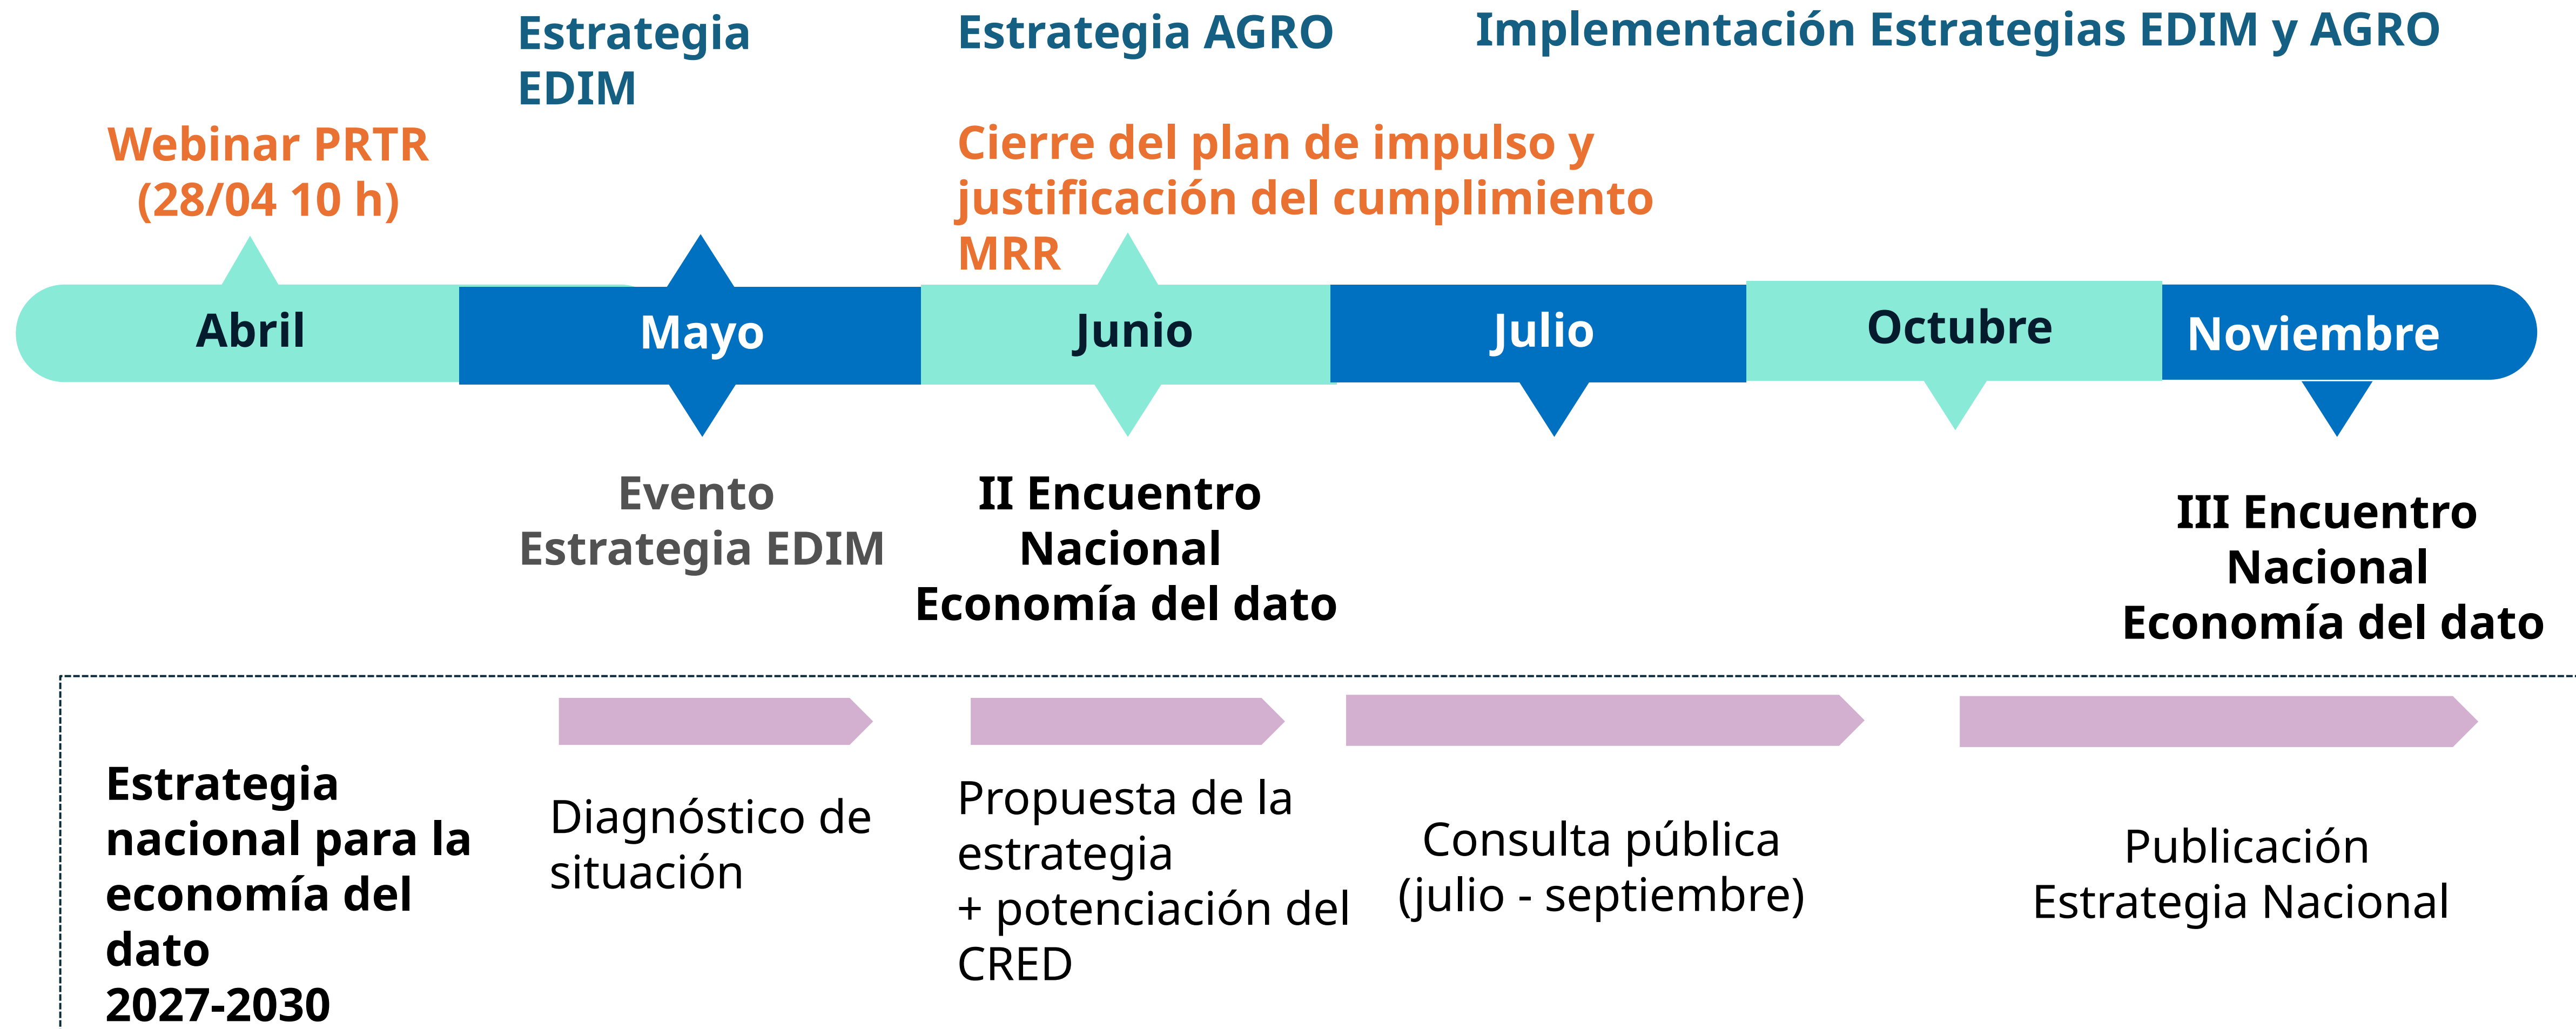 Estrategia
EDIM
Estrategia AGRO
Implementación Estrategias EDIM y AGRO
Webinar PRTR
(28/04 10 h)
Cierre del plan de impulso y
justificación del cumplimiento
MRR
Abril
Mayo
Junio
Julio
Octubre
Noviembre
Evento
Estrategia EDIM
II Encuentro
Nacional
Economía del dato
III Encuentro
Nacional
Economía del dato
Estrategia
nacional para la
economía del
dato
2027-2030
Diagnóstico de
situación
Propuesta de la
estrategia
+ potenciación del
CRED
Consulta pública
(julio - septiembre)
Publicación
Estrategia Nacional